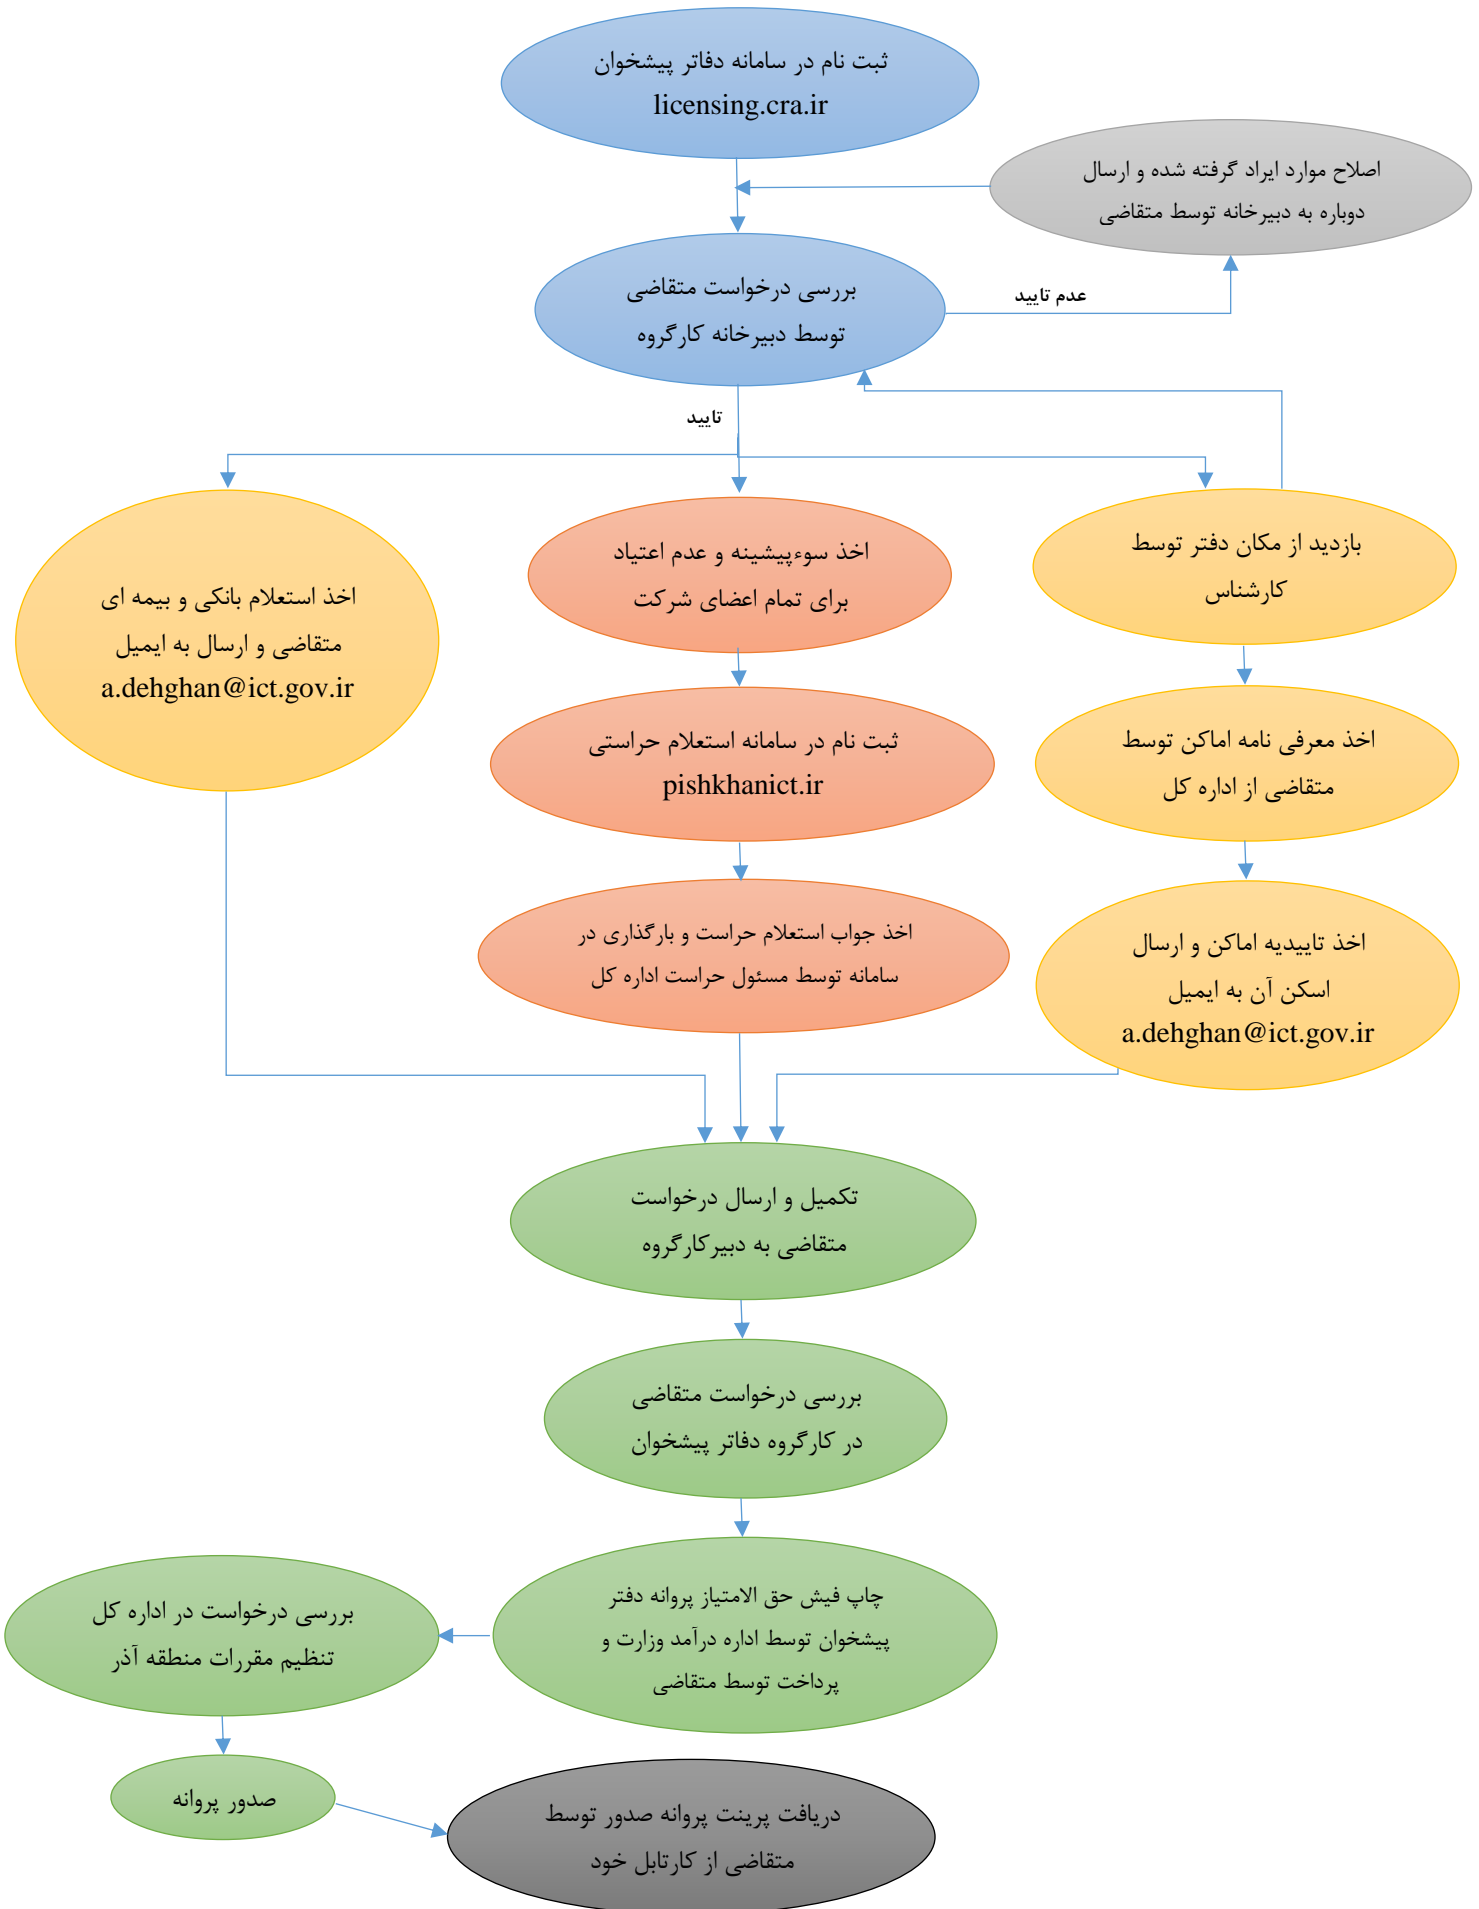 ثبت نام در سامانه دفاتر پیشخوان
licensing.cra.ir
اصلاح موارد ایراد گرفته شده و ارسال
دوباره به دبیرخانه توسط متقاضی
بررسی درخواست متقاضی
توسط دبیرخانه کارگروه
عدم تایید
تایید
بازدید از مکان دفتر توسط
کارشناس
اخذ سوءپیشینه و عدم اعتیاد
برای تمام اعضای شرکت
اخذ استعلام بانکی و بیمه ای
متقاضی و ارسال به ایمیل
a.dehghan@ict.gov.ir
اخذ معرفی نامه اماکن توسط
متقاضی از اداره کل
ثبت نام در سامانه استعلام حراستی
pishkhanict.ir
اخذ تاییدیه اماکن و ارسال
اسکن آن به ایمیل
a.dehghan@ict.gov.ir
اخذ جواب استعلام حراست و بارگذاری در
سامانه توسط مسئول حراست اداره کل
تکمیل و ارسال درخواست
متقاضی به دبیرکارگروه
بررسی درخواست متقاضی
در کارگروه دفاتر پیشخوان
چاپ فیش حق الامتیاز پروانه دفتر
پیشخوان توسط اداره درآمد وزارت و
پرداخت توسط متقاضی
بررسی درخواست در اداره کل
تنظیم مقررات منطقه آذر
صدور پروانه
دریافت پرینت پروانه صدور توسط
متقاضی از کارتابل خود